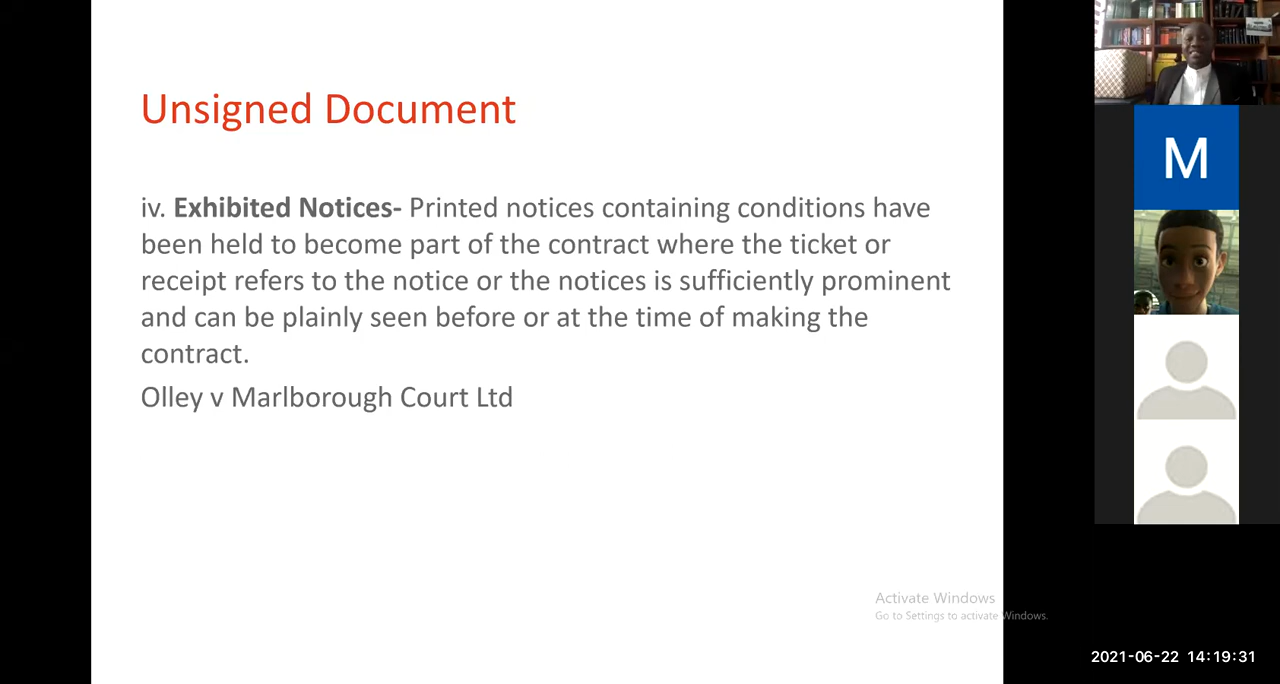 Unsigned Document
iv. Exhibited Notices- Printed notices containing conditions have
been held to become part of the contract where the ticket or
receipt refers to the notice or the notices is sufficiently prominent
and can be plainly seen before or at the time of making the
contract.
Olley v Marlborough Court Ltd
M
Activate Windows
Go to Settings to activate Windows.
2021-06-22 14:19:31